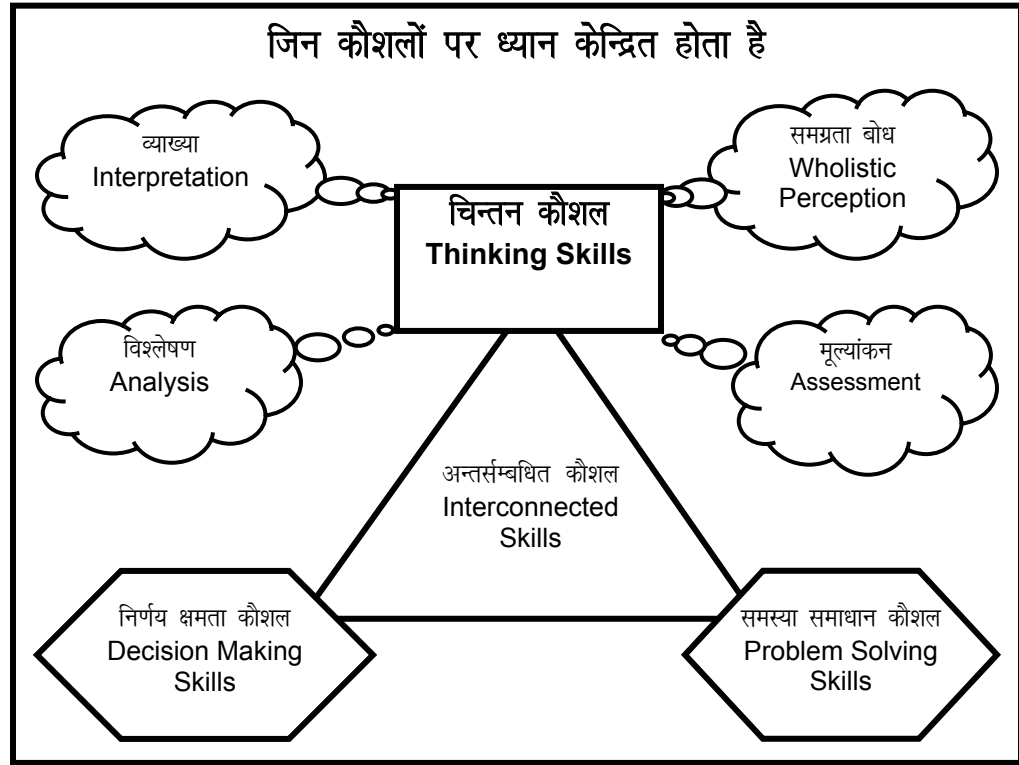 जिन कौशलों पर ध्यान केन्द्रित होता है
व्याख्या
Interpretation
समग्रता बोध
Wholistic
Perception
चिन्तन कौशल
Thinking Skills
विश्लेषण
Analysis
मूल्यांकन
Assessment
अन्तर्सम्बधित कौशल
Interconnected
Skills
निर्णय क्षमता कौशल
Decision Making
Skills
समस्या समाधान कौशल
Problem Solving
Skills